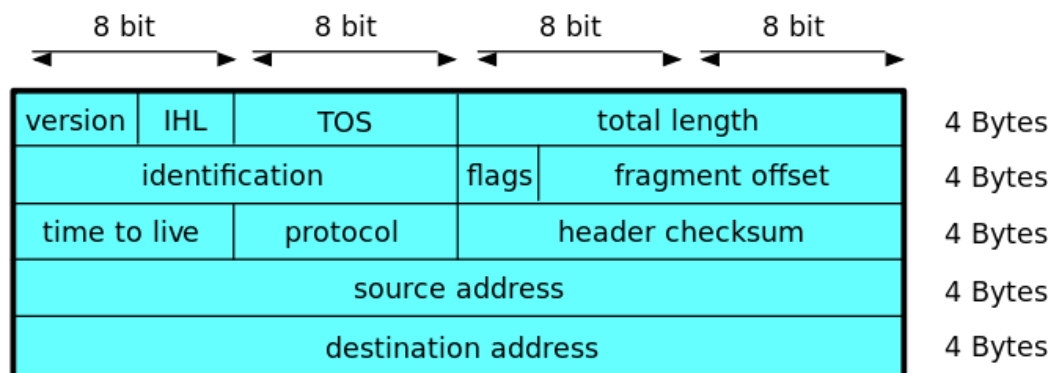 8 bit 8 bit 8 bit 8 bit
version IHL TOS total length 4 Bytes
identification flags fragment offset 4 Bytes
time to live protocol header checksum 4 Bytes
source address 4 Bytes
destination address 4 Bytes